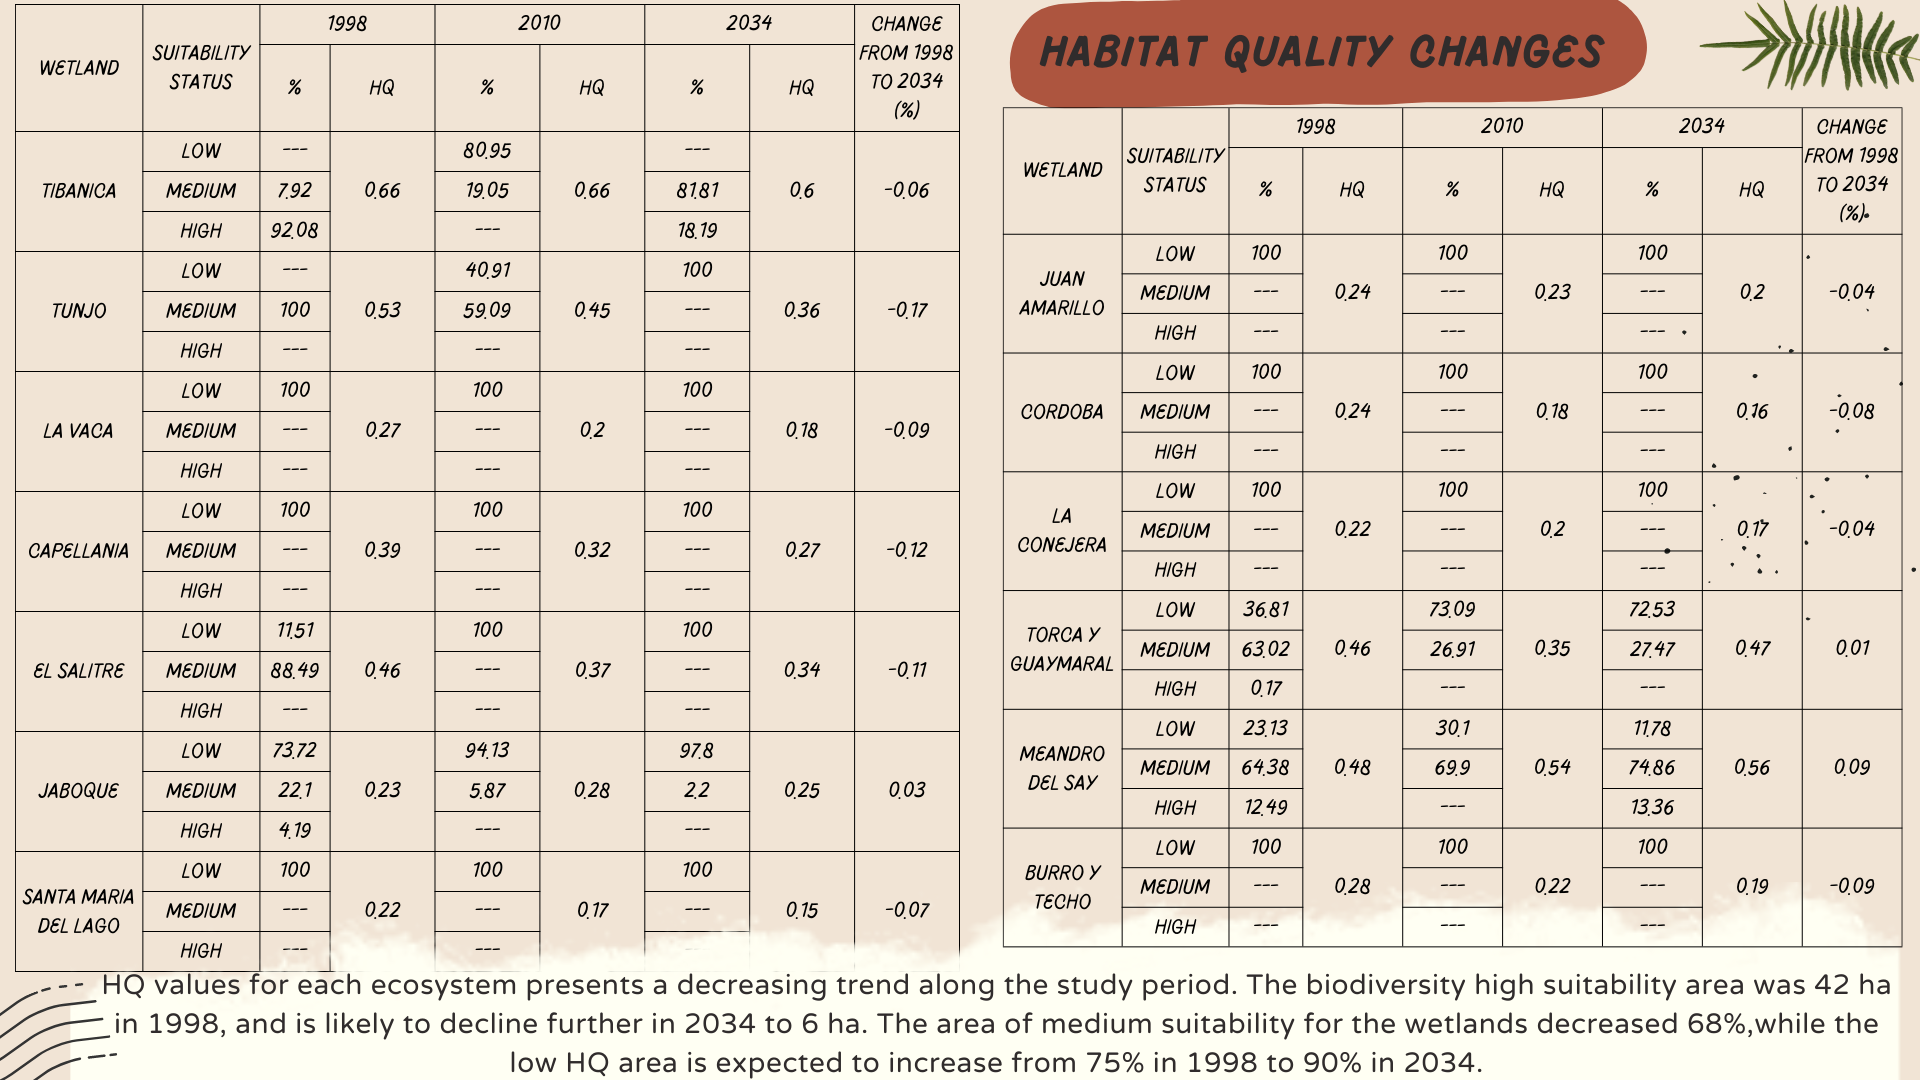 HABITAT QUALITY CHANGES
WETLAND | SUITABILITY STATUS | 1998 | 2010 | 2034 | CHANGE FROM 1998 TO 2034 (%)
% | HQ | % | HQ | % | HQ
TIBANICA | LOW | --- | 0.66 | 80.95 | 0.66 | --- | 0.6 | -0.06
MEDIUM | 7.92 | 19.05 | 81.81
HIGH | 92.08 | --- | 18.19
TUNJO | LOW | --- | 0.53 | 40.91 | 0.45 | 100 | 0.36 | -0.17
MEDIUM | 100 | 59.09 | ---
HIGH | --- | --- | ---
LA VACA | LOW | 100 | 0.27 | 100 | 0.2 | 100 | 0.18 | -0.09
MEDIUM | --- | --- | ---
HIGH | --- | --- | ---
CAPELLANIA | LOW | 100 | 0.39 | 100 | 0.32 | 100 | 0.27 | -0.12
MEDIUM | --- | --- | ---
HIGH | --- | --- | ---
EL SALITRE | LOW | 11.51 | 0.46 | 100 | 0.37 | 100 | 0.34 | -0.11
MEDIUM | 88.49 | --- | ---
HIGH | --- | --- | ---
JABOQUE | LOW | 73.72 | 0.23 | 94.13 | 0.28 | 97.8 | 0.25 | 0.03
MEDIUM | 22.1 | 5.87 | 2.2
HIGH | 4.19 | --- | ---
SANTA MARIA DEL LAGO | LOW | 100 | 0.22 | 100 | 0.17 | 100 | 0.15 | -0.07
MEDIUM | --- | --- | ---
HIGH | --- | --- | ---
WETLAND | SUITABILITY STATUS | 1998 | 2010 | 2034 | CHANGE FROM 1998 TO 2034 (%)
% | HQ | % | HQ | % | HQ
JUAN AMARILLO | LOW | 100 | 0.24 | 100 | 0.23 | 100 | 0.2 | -0.04
MEDIUM | --- | --- | ---
HIGH | --- | --- | ---
CORDOBA | LOW | 100 | 0.24 | 100 | 0.18 | 100 | 0.16 | -0.08
MEDIUM | --- | --- | ---
HIGH | --- | --- | ---
LA CONEJERA | LOW | 100 | 0.22 | 100 | 0.2 | 100 | 0.17 | -0.04
MEDIUM | --- | --- | ---
HIGH | --- | --- | ---
TORCA Y GUAYMARAL | LOW | 36.81 | 0.46 | 73.09 | 0.35 | 72.53 | 0.47 | 0.01
MEDIUM | 63.02 | 26.91 | 27.47
HIGH | 0.17 | --- | ---
MEANDRO DEL SAY | LOW | 23.13 | 0.48 | 30.1 | 0.54 | 11.78 | 0.56 | 0.09
MEDIUM | 64.38 | 69.9 | 74.86
HIGH | 12.49 | --- | 13.36
BURRO Y TECHO | LOW | 100 | 0.28 | 100 | 0.22 | 100 | 0.19 | -0.09
MEDIUM | --- | --- | ---
HIGH | --- | --- | ---
HQ values for each ecosystem presents a decreasing trend along the study period. The biodiversity high suitability area was 42 ha
in 1998, and is likely to decline further in 2034 to 6 ha. The area of medium suitability for the wetlands decreased 68%,while the
low HQ area is expected to increase from 75% in 1998 to 90% in 2034.